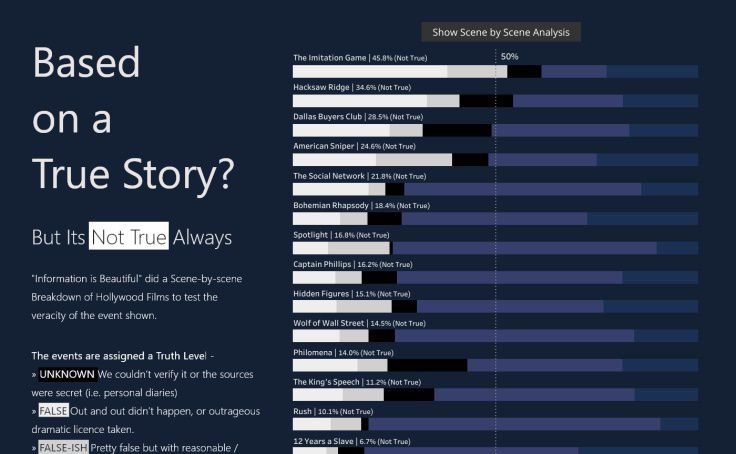 Based
on a
True Story?
But Its Not True Always
"Information is Beautiful" did a Scene-by-scene
Breakdown of Hollywood Films to test the
veracity of the event shown.
The events are assigned a Truth Level -
» UNKNOWN We couldn't verify it or the sources
were secret (i.e. personal diaries)
» FALSE Out and out didn't happen, or outrageous
dramatic licence taken.
» FALSE-ISH Pretty false but with reasonable /
Show Scene by Scene Analysis
50%
The Imitation Game | 45.8% (Not True)
Hacksaw Ridge | 34.6% (Not True)
Dallas Buyers Club | 28.5% (Not True)
American Sniper | 24.6% (Not True)
The Social Network | 21.8% (Not True)
Bohemian Rhapsody | 18.4% (Not True)
Spotlight | 16.8% (Not True)
Captain Phillips | 16.2% (Not True)
Hidden Figures | 15.1% (Not True)
Wolf of Wall Street | 14.5% (Not True)
Philomena | 14.0% (Not True)
The King's Speech | 11.2% (Not True)
Rush | 10.1% (Not True)
12 Years a Slave | 6.7% (Not True)